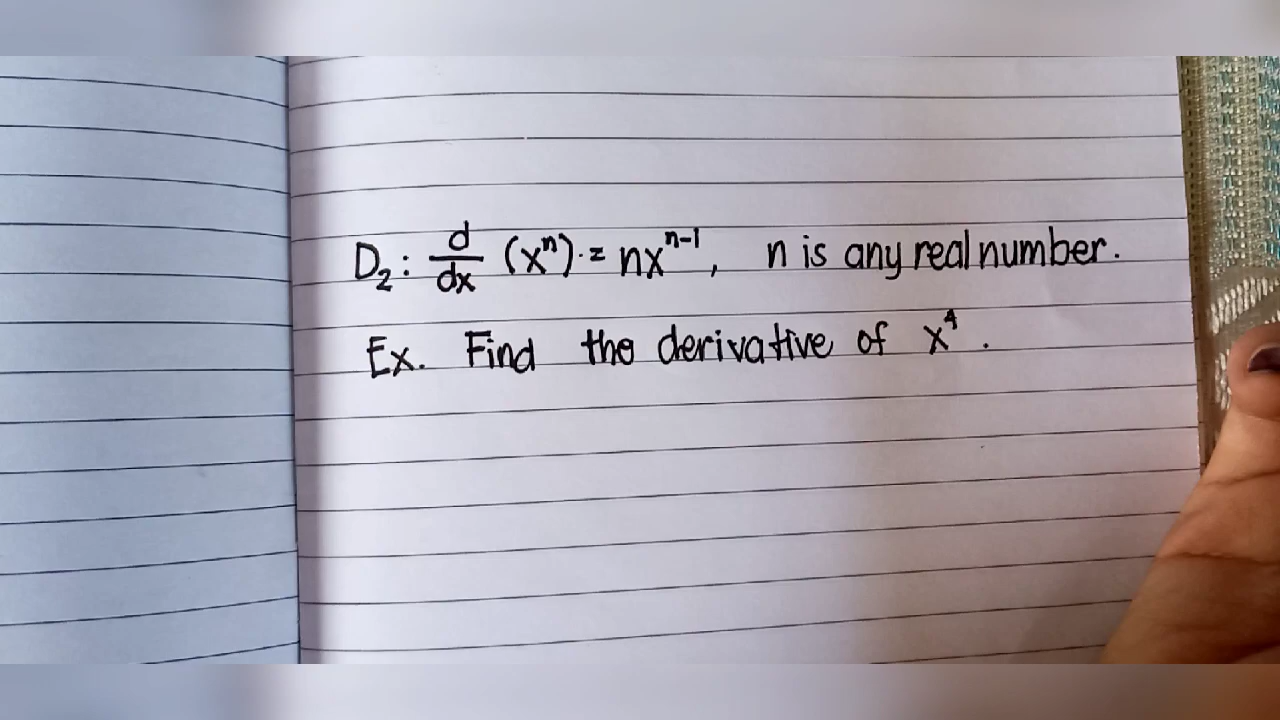 D₂: d/dx (xⁿ) = nxⁿ⁻¹, n is any real number.
Ex. Find the derivative of x⁴.